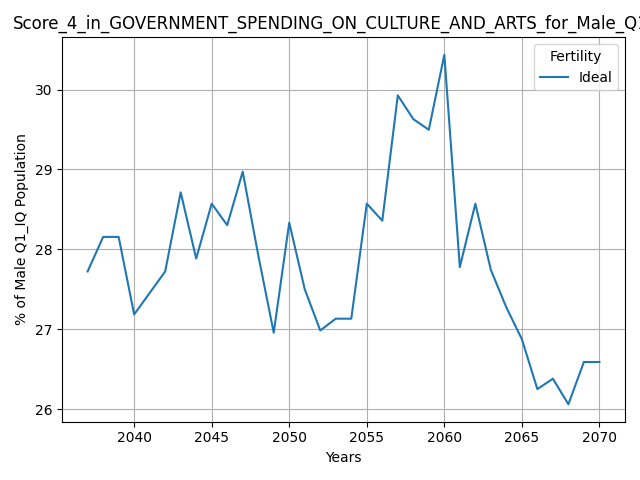 Score_4_in_GOVERNMENT_SPENDING_ON_CULTURE_AND_ARTS_for_Male_Q1
Fertility
Ideal
30
29
28
27
26
% of Male Q1_IQ Population
2040 2045 2050 2055 2060 2065 2070
Years